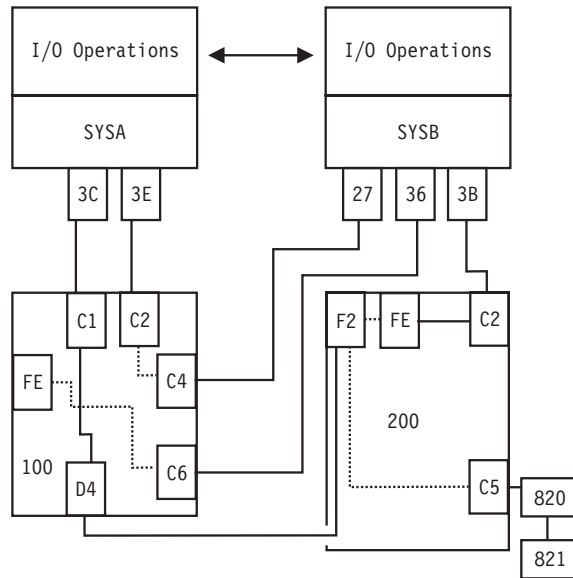 I/O Operations
I/O Operations
SYSA
SYSB
3C
3E
27
36
3B
C1
C2
F2
FE
C2
FE
C4
200
100
C6
D4
C5
820
821